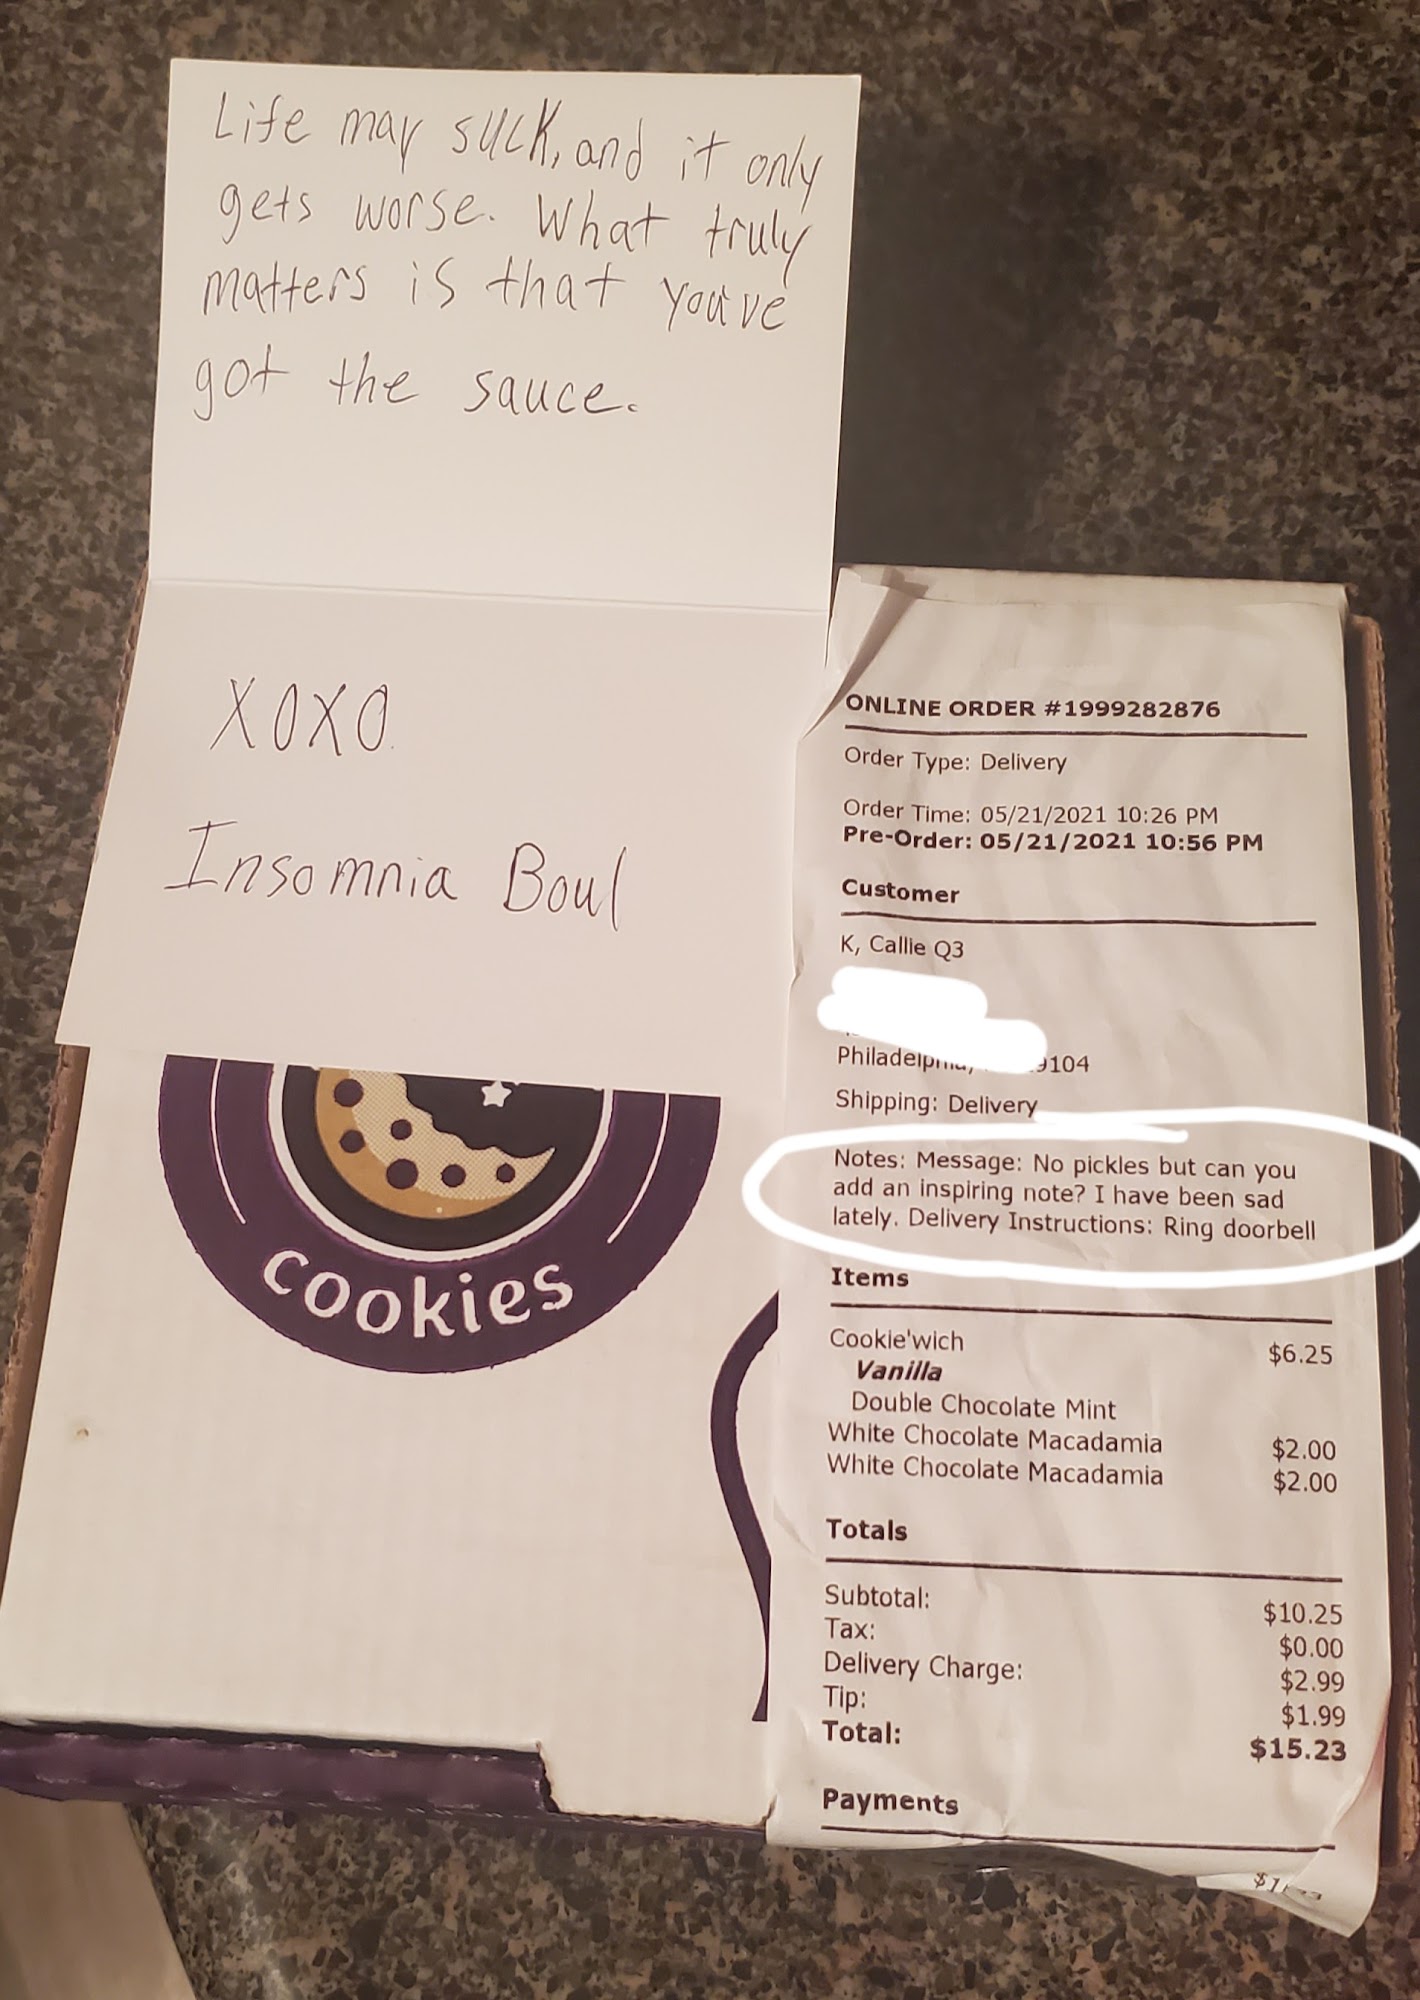 Life may suck, and it only
gets worse. What truly
matters is that you've
got the sauce.
XOXO
Insomnia Boul
cookies
ONLINE ORDER #1999282876
Order Type: Delivery
Order Time: 05/21/2021 10:26 PM
Pre-Order: 05/21/2021 10:56 PM
Customer
K, Callie Q3
Philadelphia, 9104
Shipping: Delivery
Notes: Message: No pickles but can you
add an inspiring note? I have been sad
lately. Delivery Instructions: Ring doorbell
Items
Cookie'wich $6.25
Vanilla
Double Chocolate Mint
White Chocolate Macadamia $2.00
White Chocolate Macadamia $2.00
Totals
Subtotal: $10.25
Tax: $0.00
Delivery Charge: $2.99
Tip: $1.99
Total: $15.23
Payments